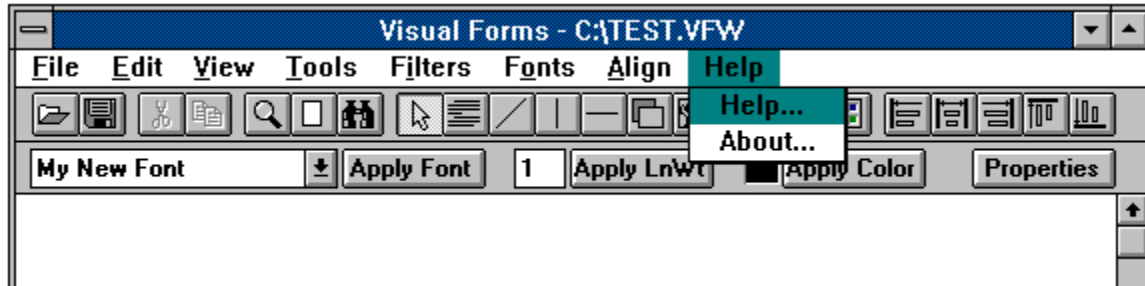 Visual Forms - C:\TEST.VFW
File Edit View Tools Filters Fonts Align Help
Help...
About...
My New Font Apply Font 1 Apply LnWt Apply Color Properties